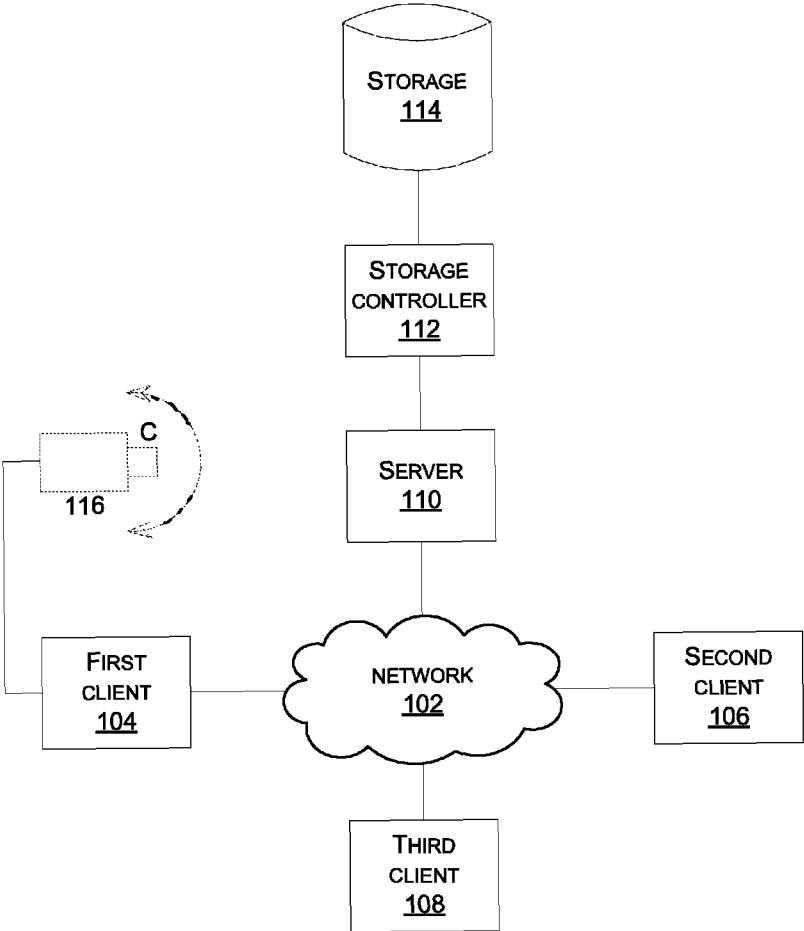 STORAGE
114
STORAGE
CONTROLLER
112
C
116
SERVER
110
FIRST
CLIENT
104
NETWORK
102
SECOND
CLIENT
106
THIRD
CLIENT
108